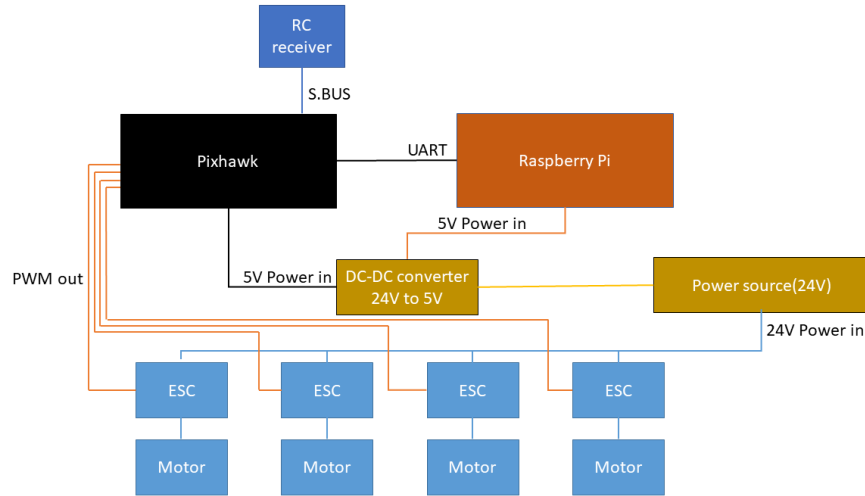 RC
receiver
S.BUS
Pixhawk
UART
Raspberry Pi
5V Power in
PWM out
5V Power in
DC-DC converter
24V to 5V
Power source(24V)
24V Power in
ESC
ESC
ESC
ESC
Motor
Motor
Motor
Motor